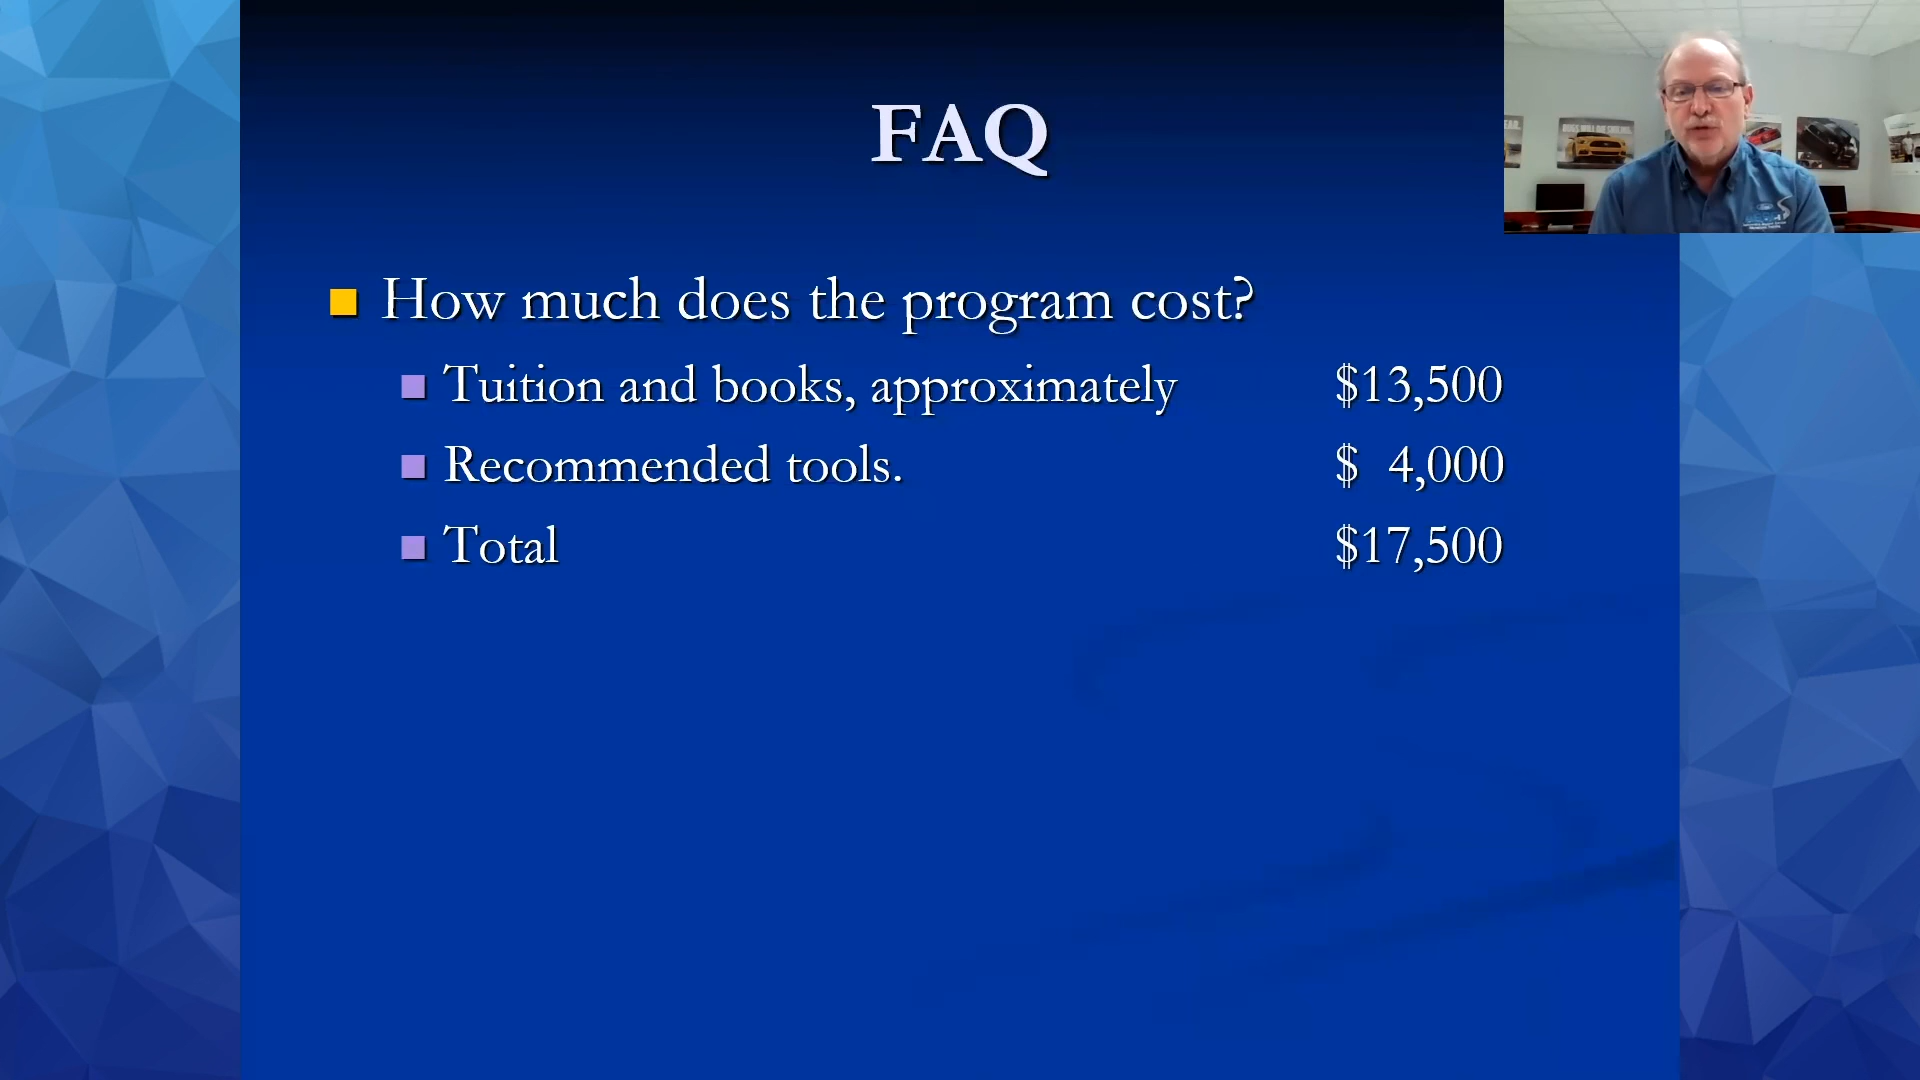 FAQ
How much does the program cost?
Tuition and books, approximately $13,500
Recommended tools. $ 4,000
Total $17,500